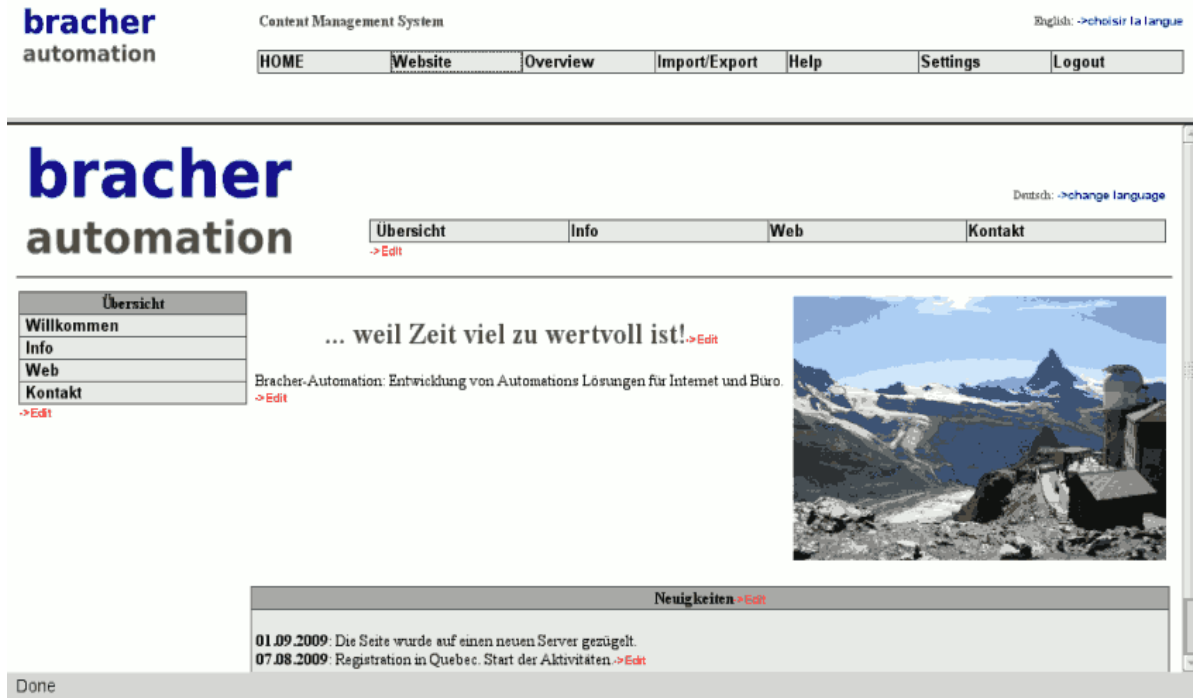 bracher
automation
Content Management System
English: ->choisir la langue
HOME Website Overview Import/Export Help Settings Logout
bracher
automation
Deutsch: ->change language
Übersicht Info Web Kontakt
->Edit
Übersicht
Willkommen
Info
Web
Kontakt
->Edit
... weil Zeit viel zu wertvoll ist!->Edit
Bracher-Automation: Entwicklung von Automations Lösungen für Internet und Büro.
->Edit
Neuigkeiten->Edit
01.09.2009: Die Seite wurde auf einen neuen Server gezügelt.
07.08.2009: Registration in Quebec. Start der Aktivitäten.->Edit
Done